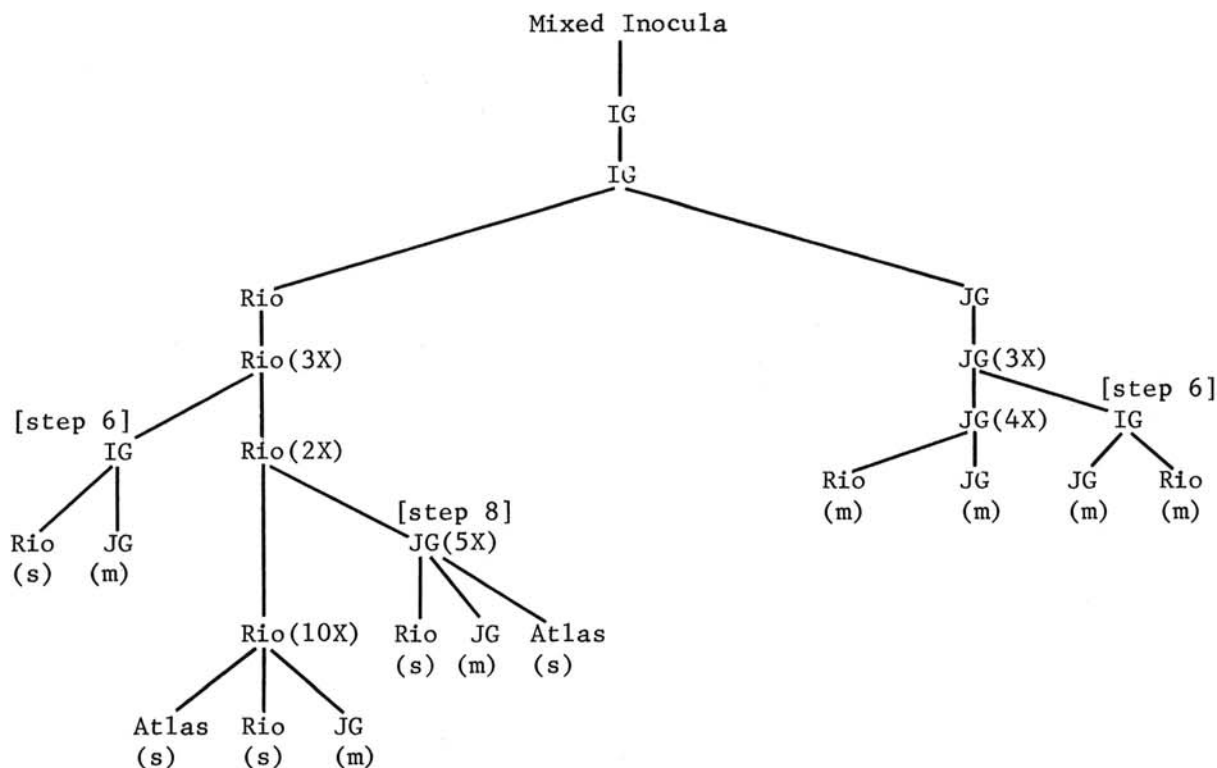 Mixed Inocula
IG
IG
Rio JG
Rio(3X) JG(3X)
[step 6] [step 6]
IG Rio(2X) JG(4X) IG
Rio JG JG Rio
(m) (m) (m) (m)
[step 8]
Rio JG JG(5X)
(s) (m)
Rio(10X) Rio JG Atlas
(s) (m) (s)
Atlas Rio JG
(s) (s) (m)